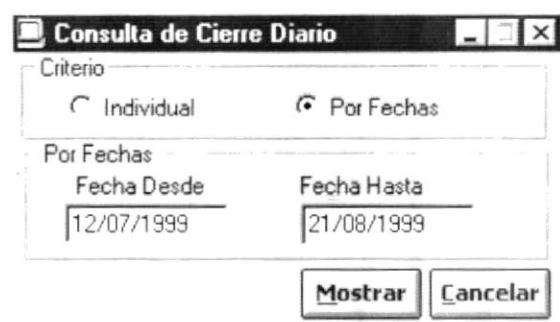 Consulta de Cierre Diario
Criterio
Individual Por Fechas
Por Fechas
Fecha Desde Fecha Hasta
12/07/1999 21/08/1999
Mostrar Cancelar